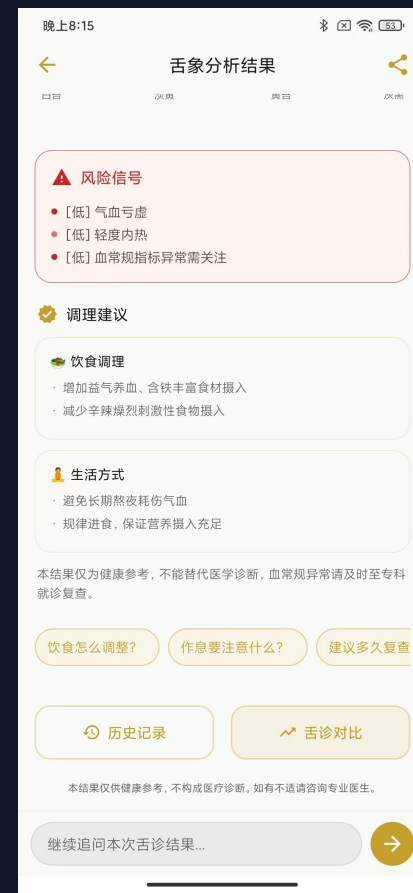 晚上8:15
53
舌象分析结果
白苔 灰黄 黄苔 灰黑
风险信号
[低] 气血亏虚
[低] 轻度内热
[低] 血常规指标异常需关注
调理建议
饮食调理
· 增加益气养血、含铁丰富食材摄入
· 减少辛辣燥烈刺激性食物摄入
生活方式
· 避免长期熬夜耗伤气血
· 规律进食，保证营养摄入充足
本结果仅为健康参考，不能替代医学诊断，血常规异常请及时至专科
就诊复查。
饮食怎么调整？ 作息要注意什么？ 建议多久复查
历史记录 舌诊对比
本结果仅供健康参考，不构成医疗诊断。如有不适请咨询专业医生。
继续追问本次舌诊结果...